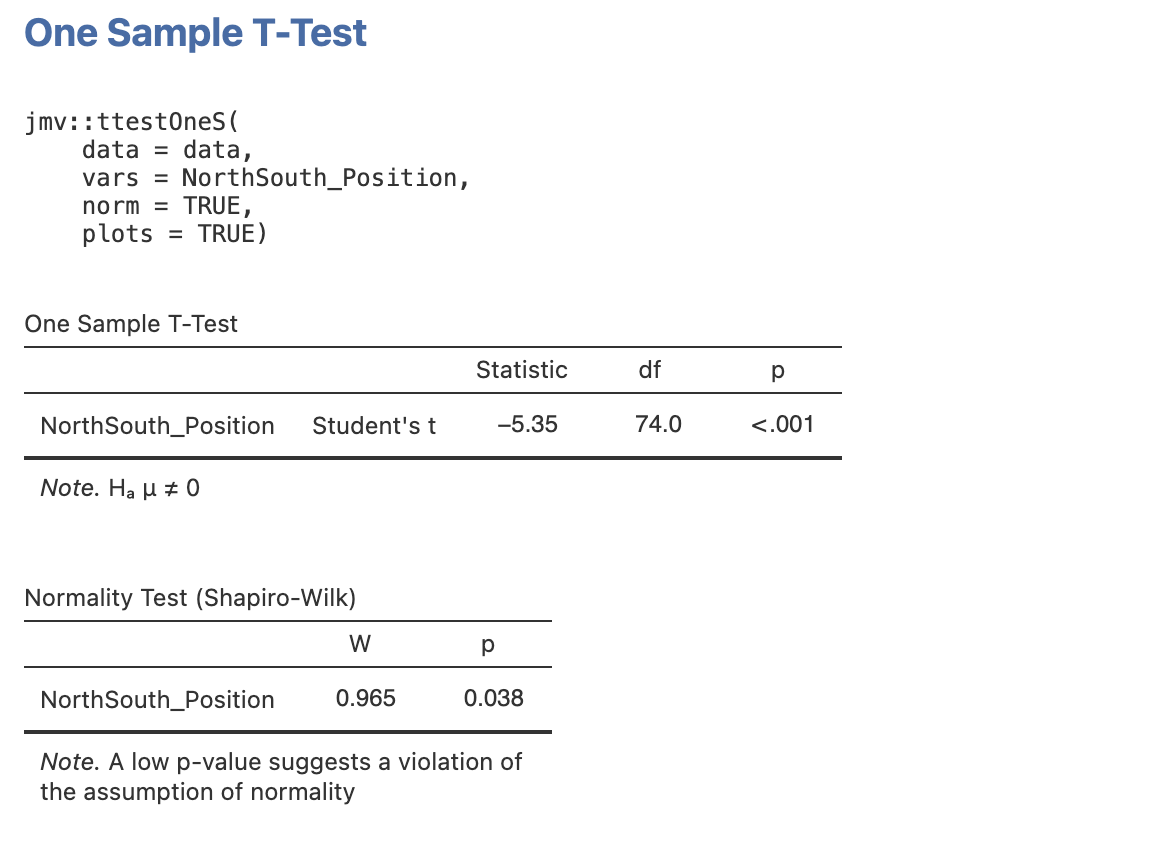 One Sample T-Test
jmv::ttestOneS(
    data = data,
    vars = NorthSouth_Position,
    norm = TRUE,
    plots = TRUE)
One Sample T-Test
Statistic df p
NorthSouth_Position Student's t −5.35 74.0 <.001
Note. Hₐ μ ≠ 0
Normality Test (Shapiro-Wilk)
W p
NorthSouth_Position 0.965 0.038
Note. A low p-value suggests a violation of
the assumption of normality